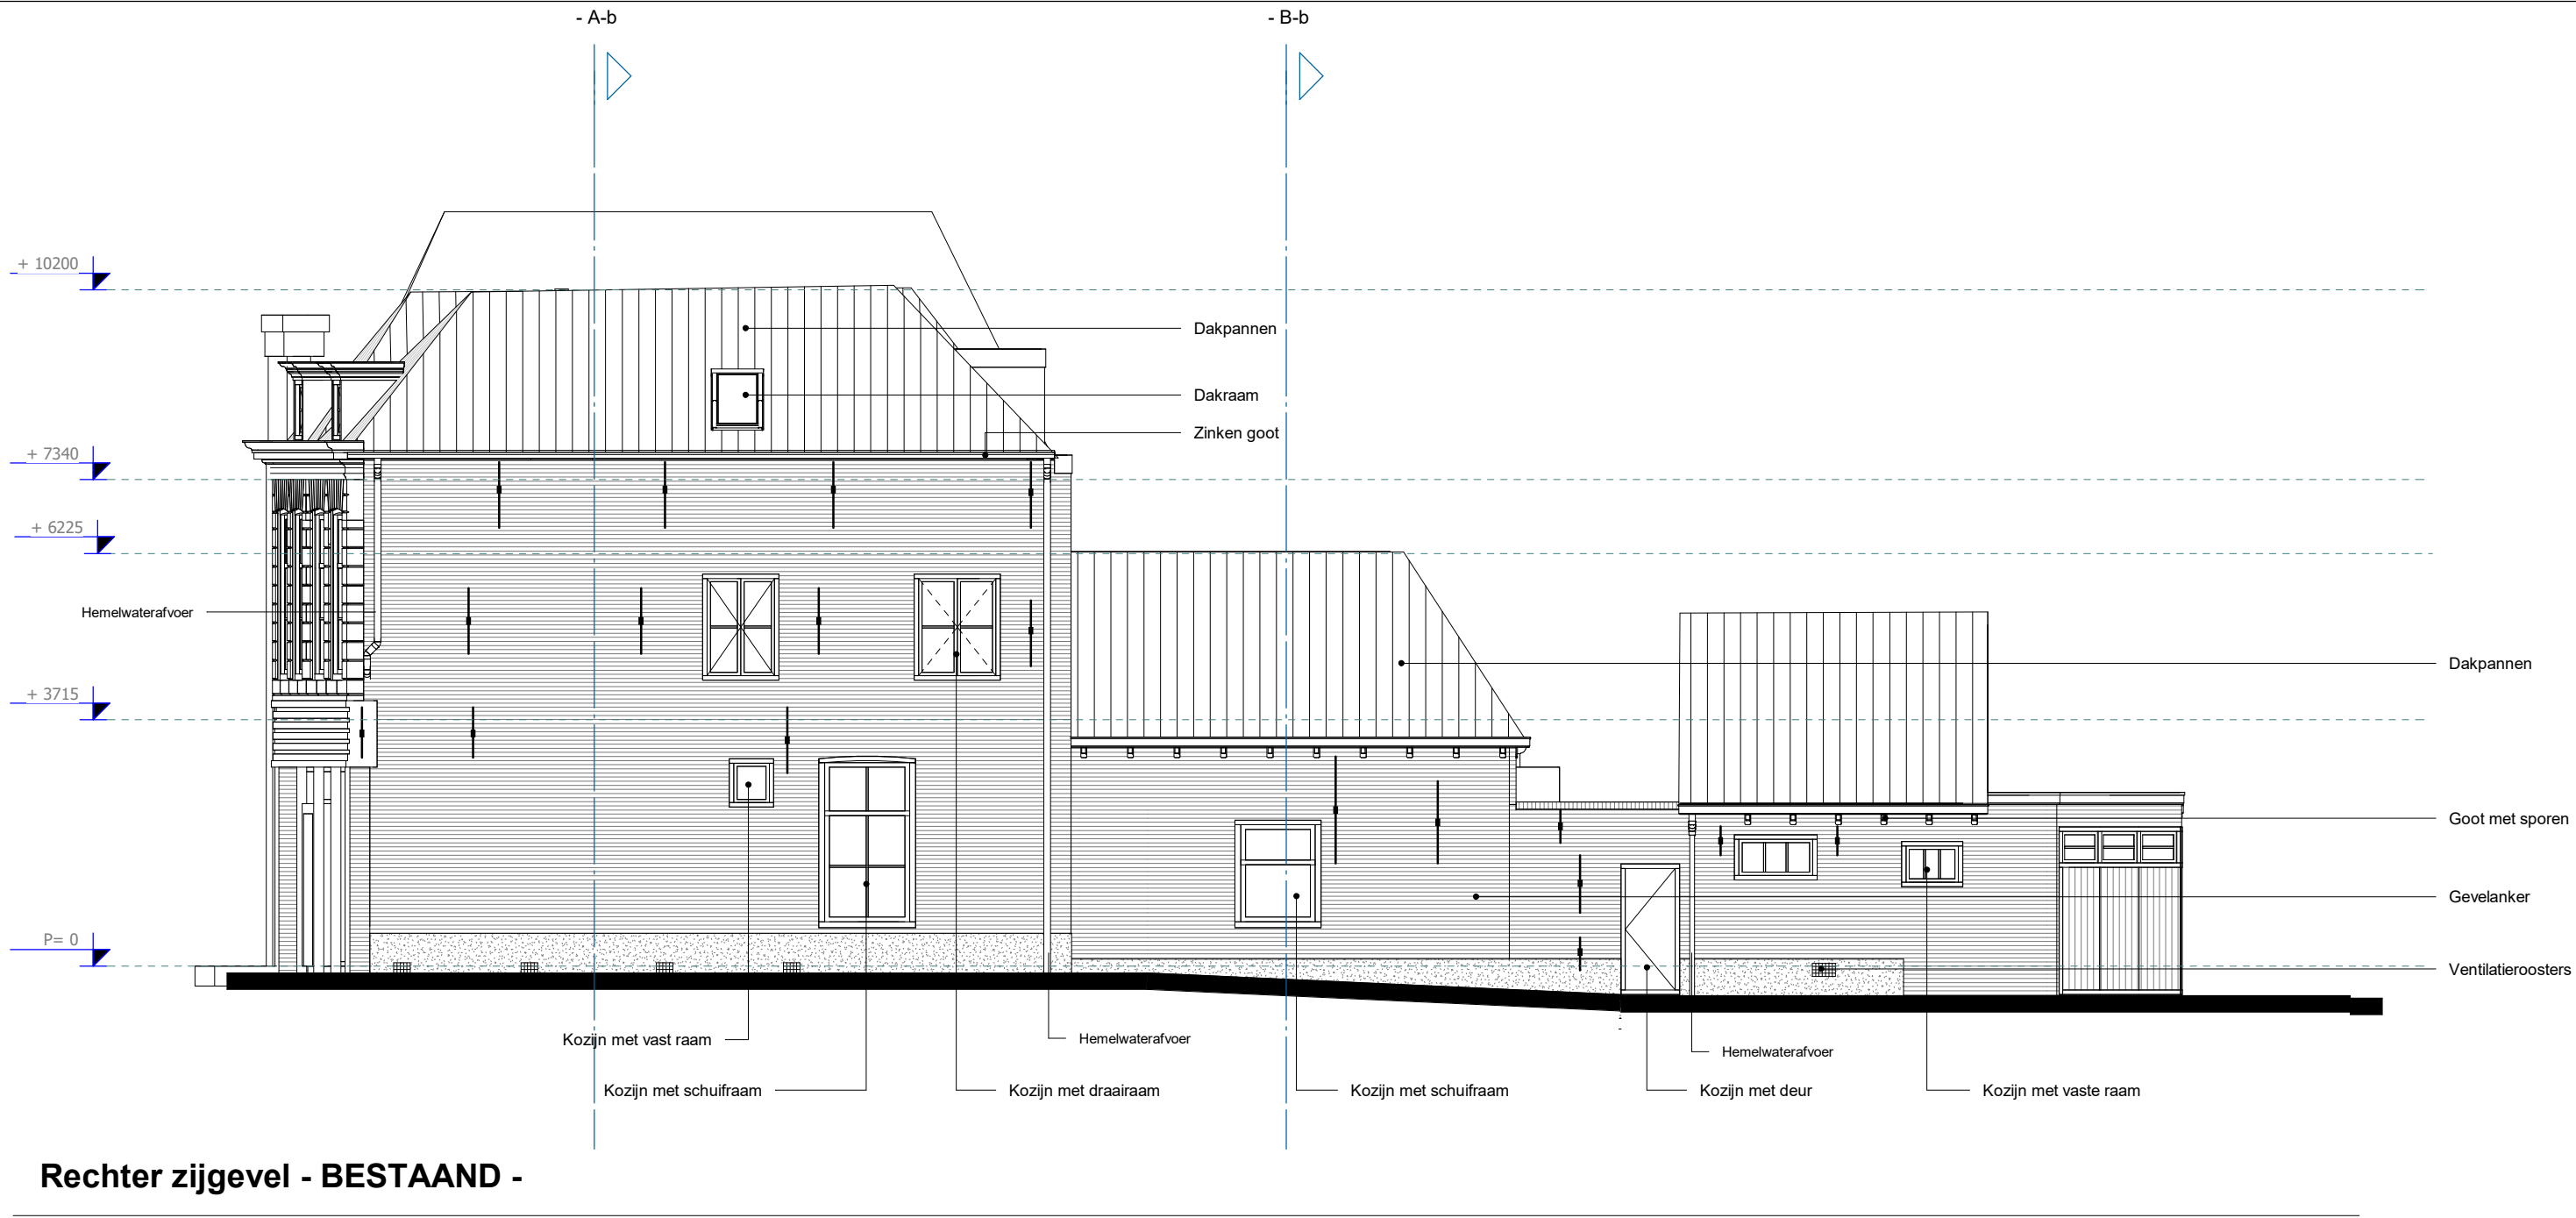 - A-b
- B-b
+ 10200
Dakpannen
Dakraam
Zinken goot
+ 7340
+ 6225
Hemelwaterafvoer
Dakpannen
+ 3715
Goot met sporen
Gevelanker
P= 0
Ventilatieroosters
Kozijn met vast raam
Hemelwaterafvoer
Hemelwaterafvoer
Kozijn met schuifraam
Kozijn met draairaam
Kozijn met schuifraam
Kozijn met deur
Kozijn met vaste raam
Rechter zijgevel - BESTAAND -